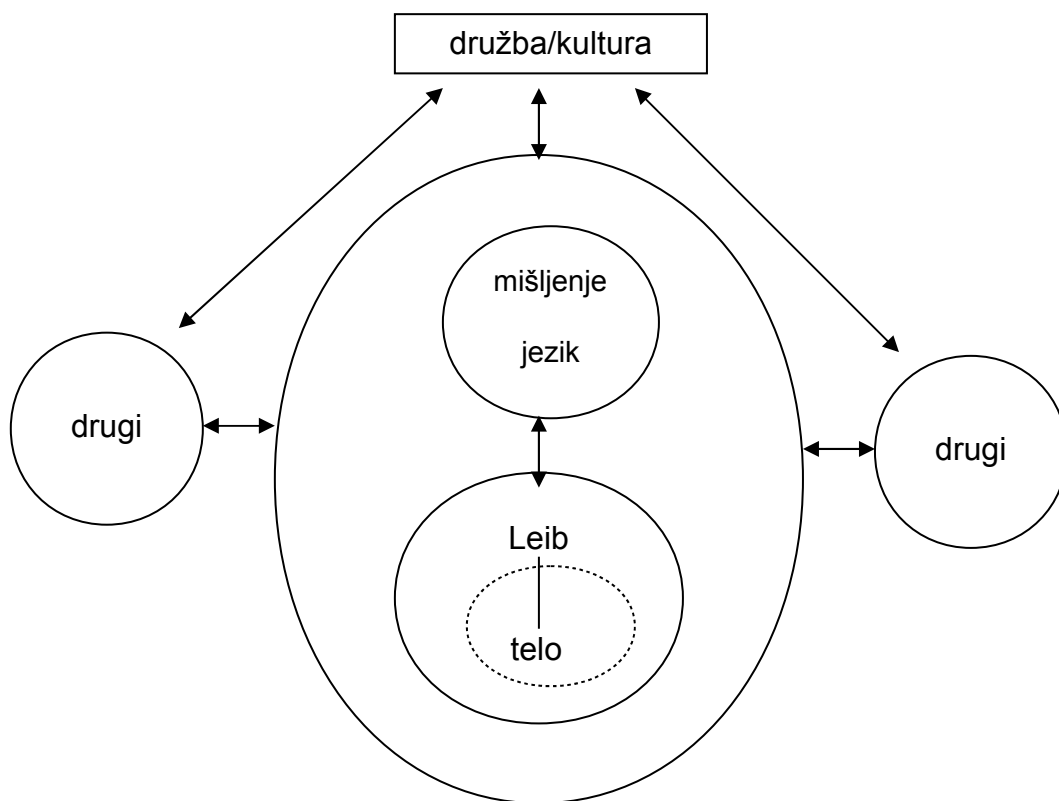 družba/kultura
mišljenje
jezik
drugi
drugi
Leib
telo